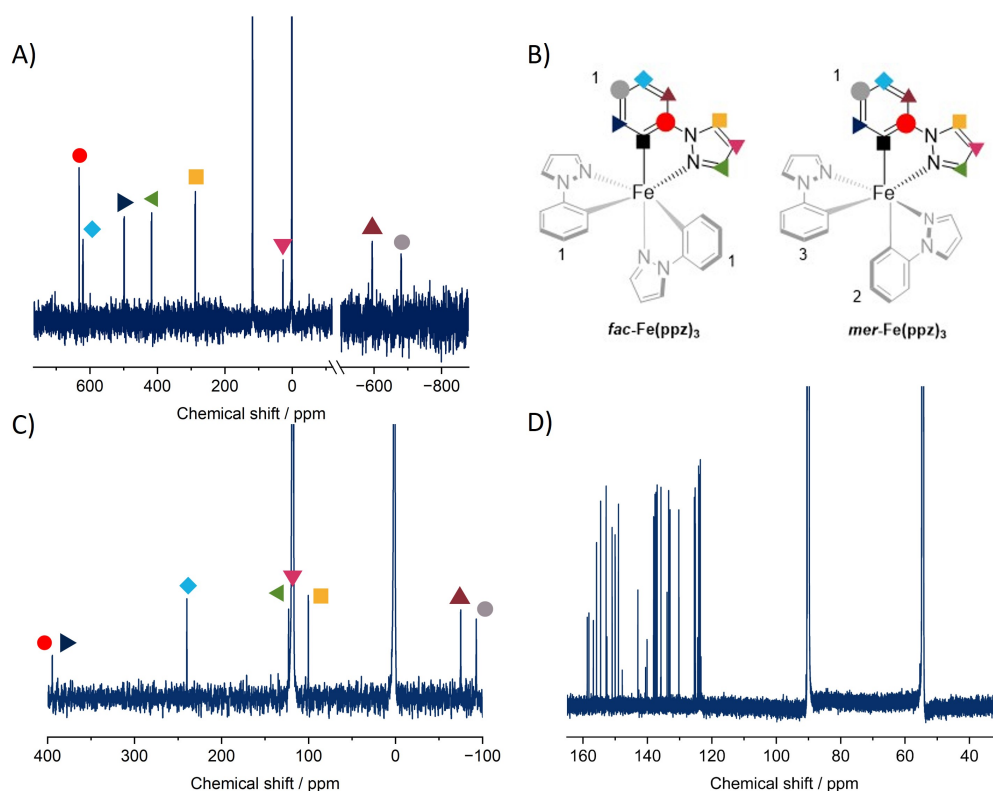 A)
600 400 200 0 −600 −800
Chemical shift / ppm
B)
1 1
N N N N
Fe Fe
N N N N
N N N N
1 1 3 2
fac-Fe(ppz)3 mer-Fe(ppz)3
C)
400 300 200 100 0 -100
Chemical shift / ppm
D)
160 140 120 100 80 60 40
Chemical shift / ppm